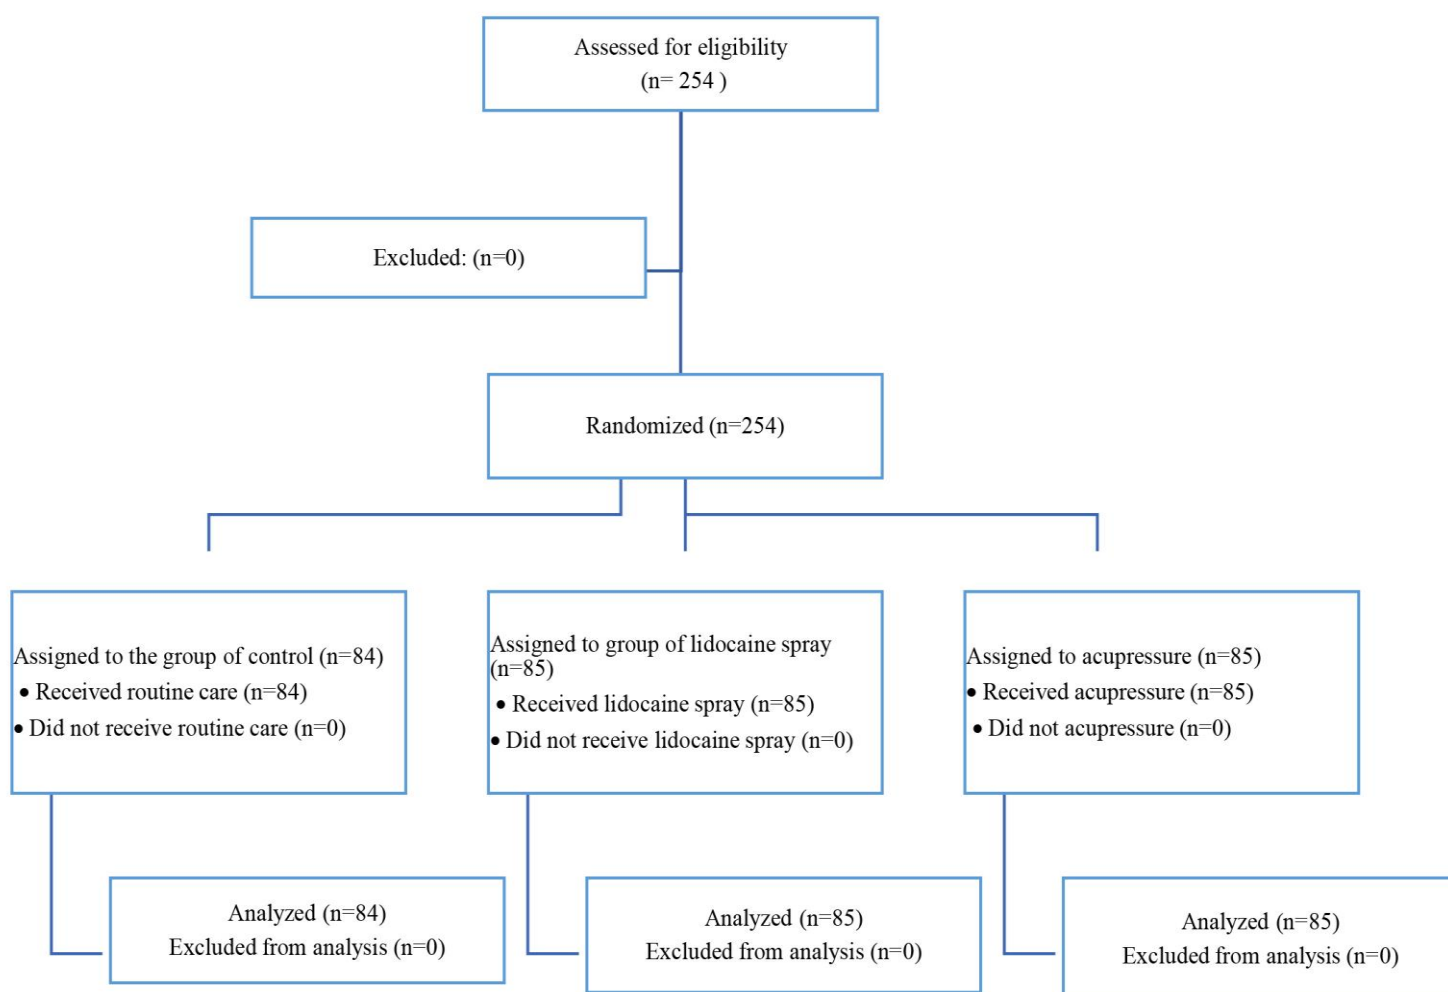 Assessed for eligibility
(n= 254 )
Excluded: (n=0)
Randomized (n=254)
Assigned to the group of control (n=84)
• Received routine care (n=84)
• Did not receive routine care (n=0)
Assigned to group of lidocaine spray
(n=85)
• Received lidocaine spray (n=85)
• Did not receive lidocaine spray (n=0)
Assigned to acupressure (n=85)
• Received acupressure (n=85)
• Did not acupressure (n=0)
Analyzed (n=84)
Excluded from analysis (n=0)
Analyzed (n=85)
Excluded from analysis (n=0)
Analyzed (n=85)
Excluded from analysis (n=0)